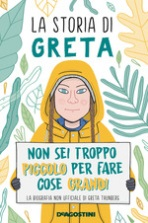 LA STORIA DI
GRETA
NON SEI TROPPO
PICCOLO PER FARE
COSE GRANDI
LA BIOGRAFIA NON UFFICIALE DI GRETA THUNBERG
DEAGOSTINI